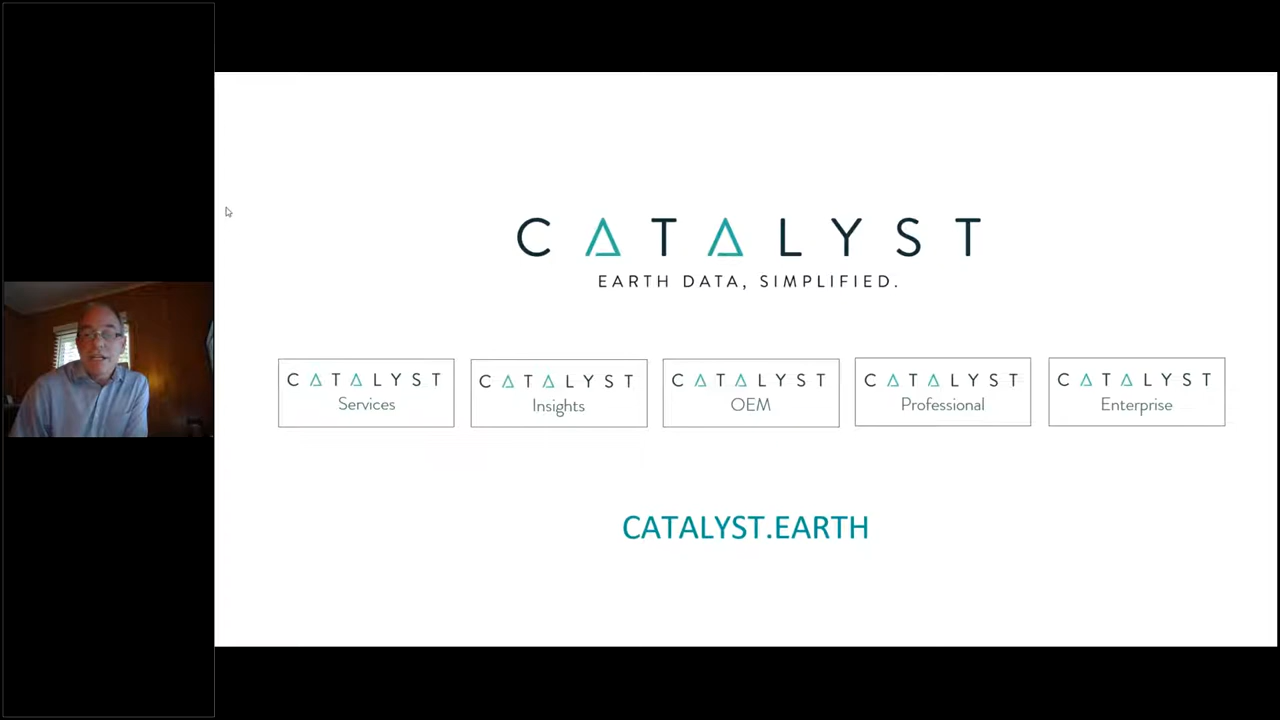 CATALYST
EARTH DATA, SIMPLIFIED.
CATALYST
Services
CATALYST
Insights
CATALYST
OEM
CATALYST
Professional
CATALYST
Enterprise
CATALYST.EARTH